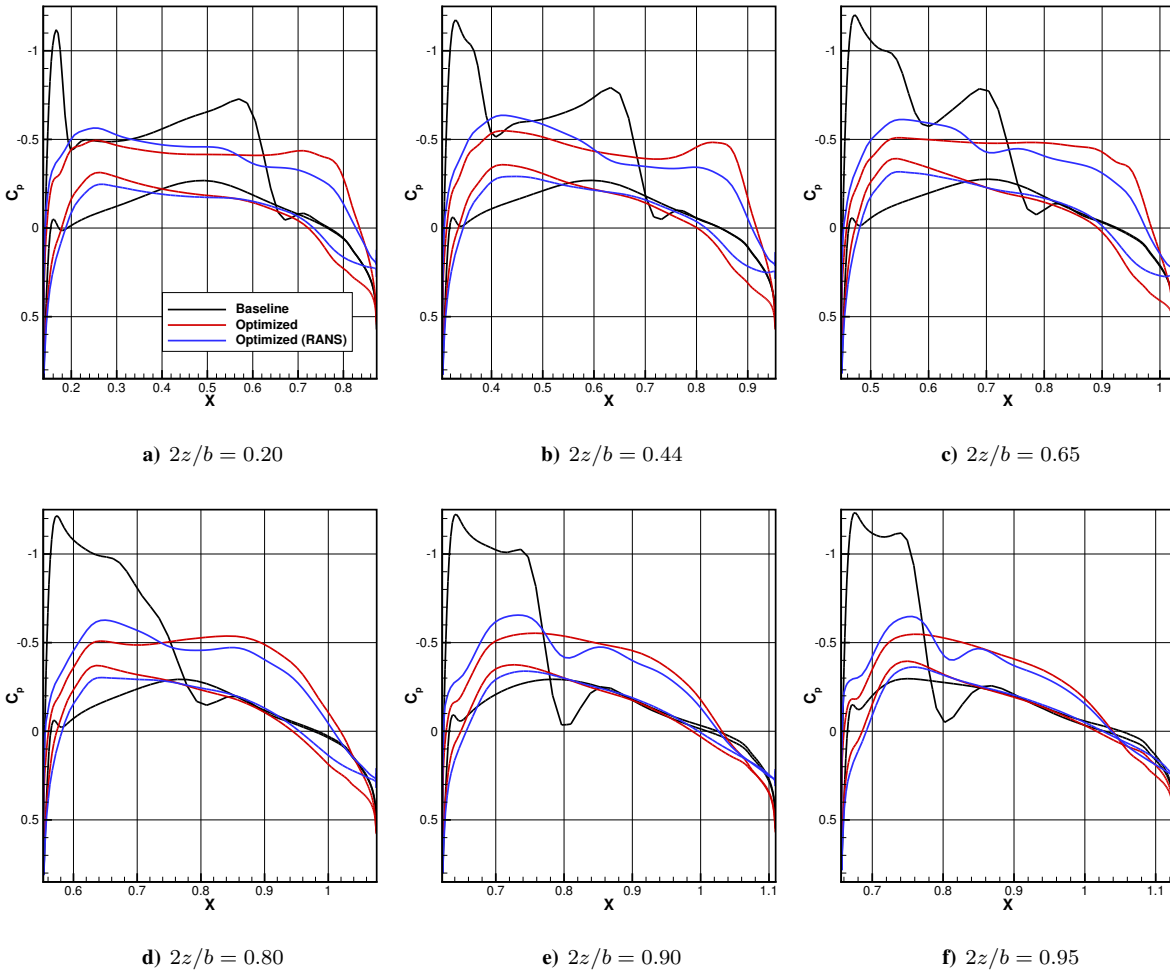 -1
-0.5
0
0.5
Cp
0.2 0.3 0.4 0.5 0.6 0.7 0.8
X
Baseline
Optimized
Optimized (RANS)
a) 2z/b = 0.20
-1
-0.5
0
0.5
Cp
0.4 0.5 0.6 0.7 0.8 0.9
X
b) 2z/b = 0.44
-1
-0.5
0
0.5
Cp
0.5 0.6 0.7 0.8 0.9 1
X
c) 2z/b = 0.65
-1
-0.5
0
0.5
Cp
0.6 0.7 0.8 0.9 1
X
d) 2z/b = 0.80
-1
-0.5
0
0.5
Cp
0.7 0.8 0.9 1 1.1
X
e) 2z/b = 0.90
-1
-0.5
0
0.5
Cp
0.7 0.8 0.9 1 1.1
X
f) 2z/b = 0.95